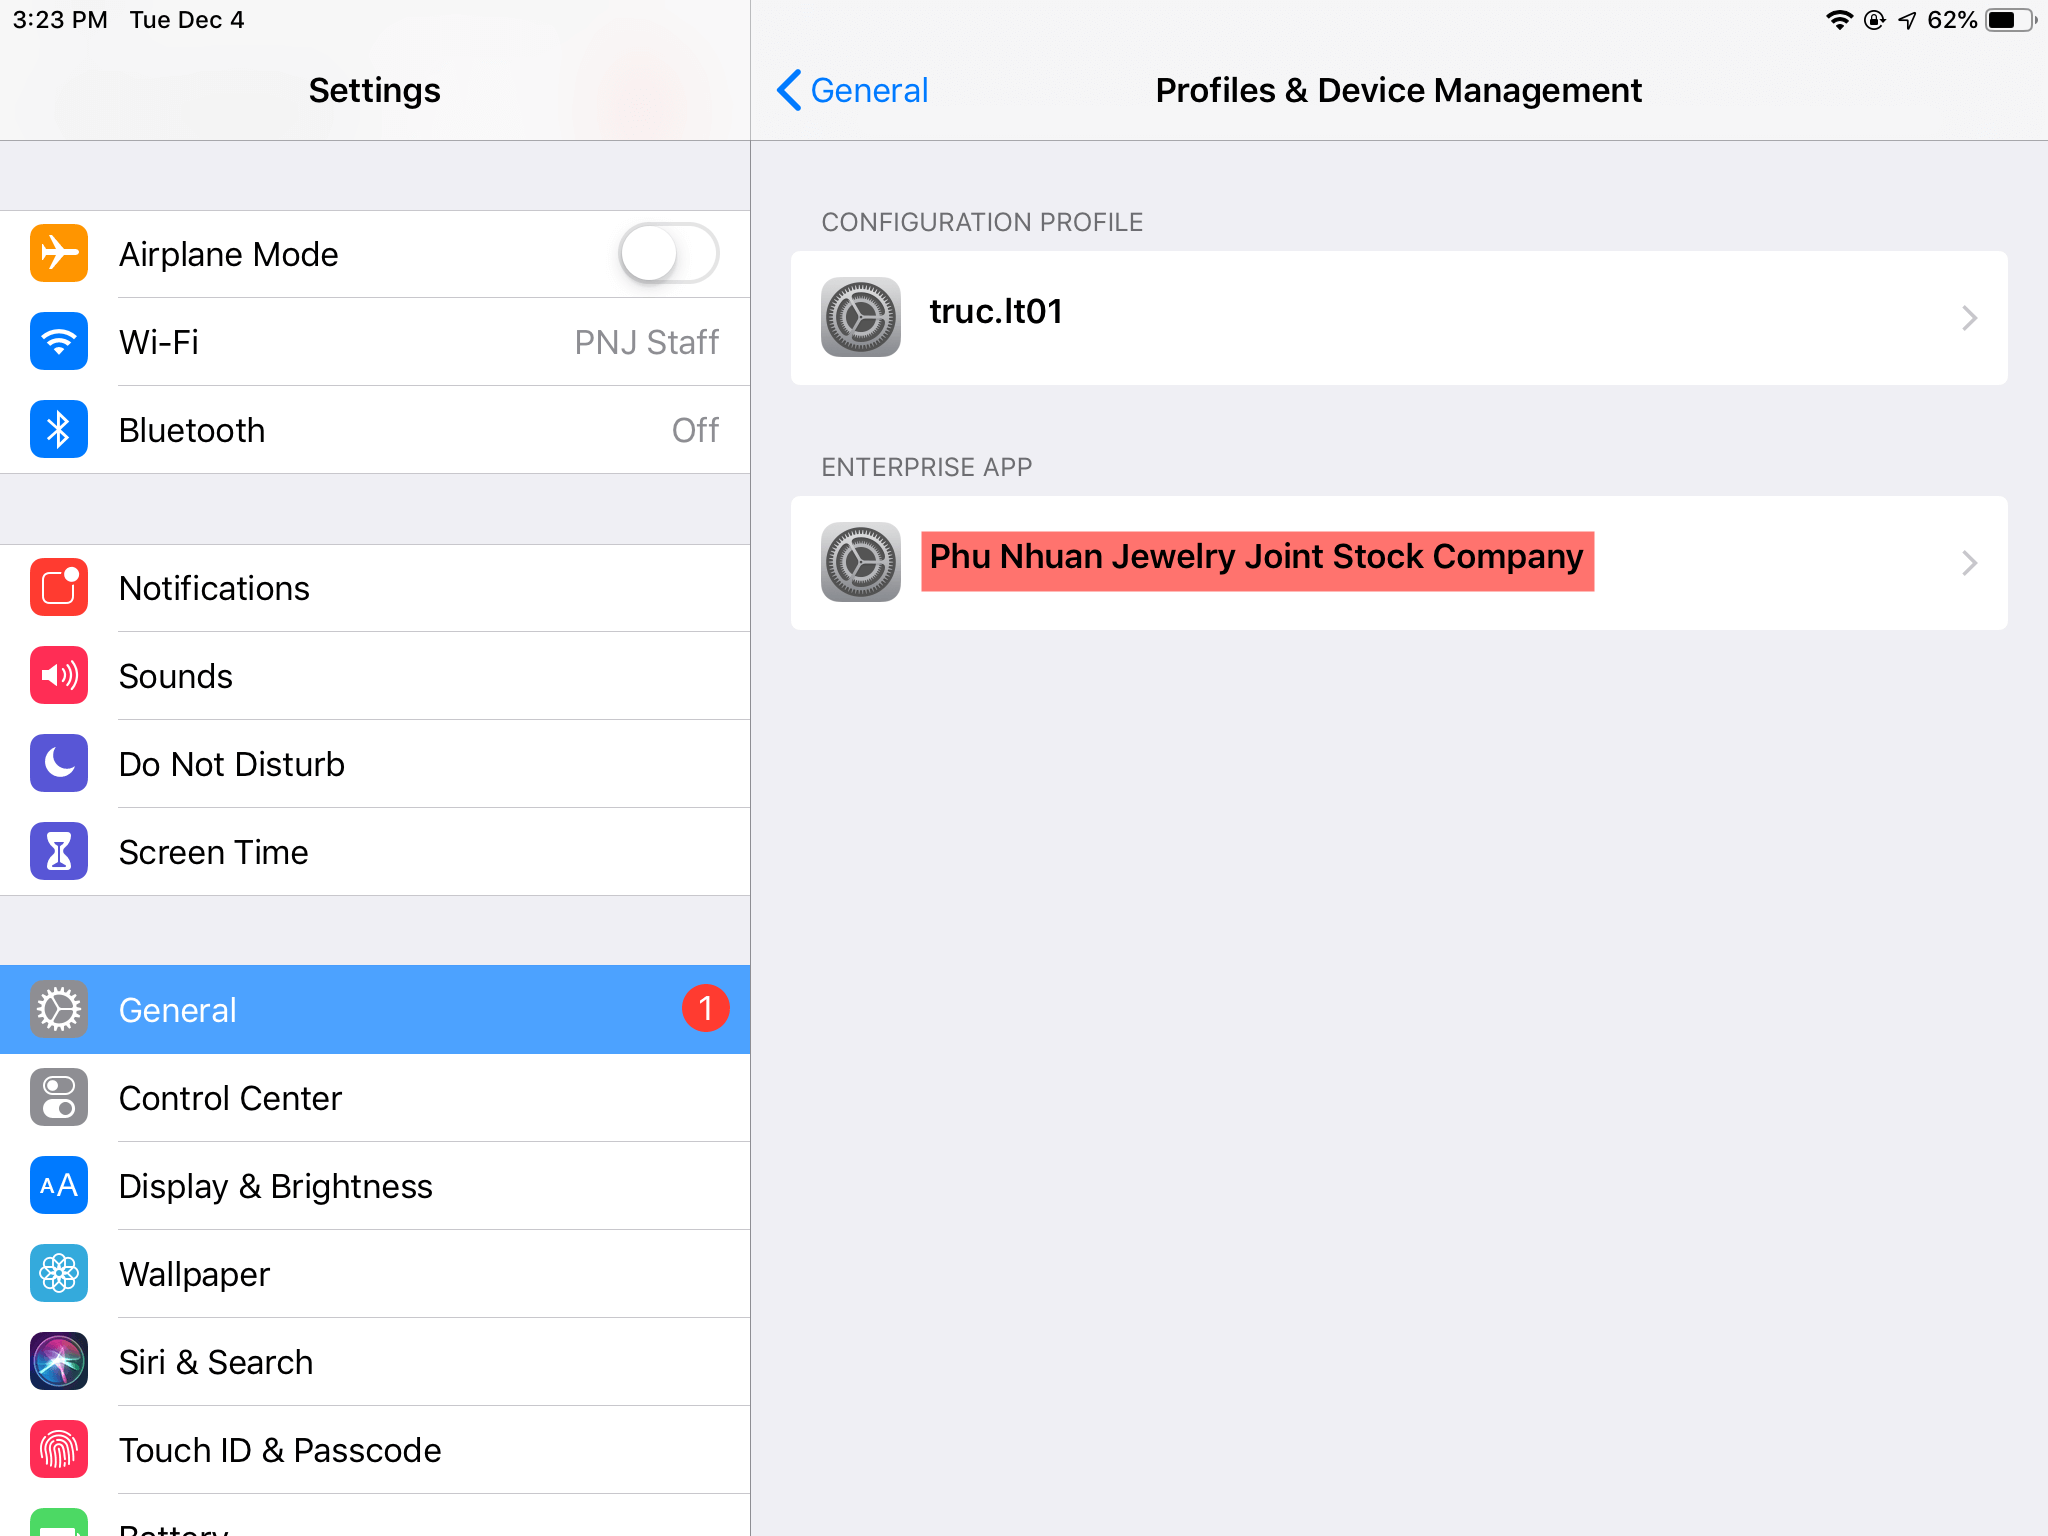 3:23 PM Tue Dec 4
62%
Settings
Airplane Mode
Wi-Fi PNJ Staff
Bluetooth Off
Notifications
Sounds
Do Not Disturb
Screen Time
General 1
Control Center
Display & Brightness
AA
Wallpaper
Siri & Search
Touch ID & Passcode
Battery
General
Profiles & Device Management
CONFIGURATION PROFILE
truc.lt01
ENTERPRISE APP
Phu Nhuan Jewelry Joint Stock Company